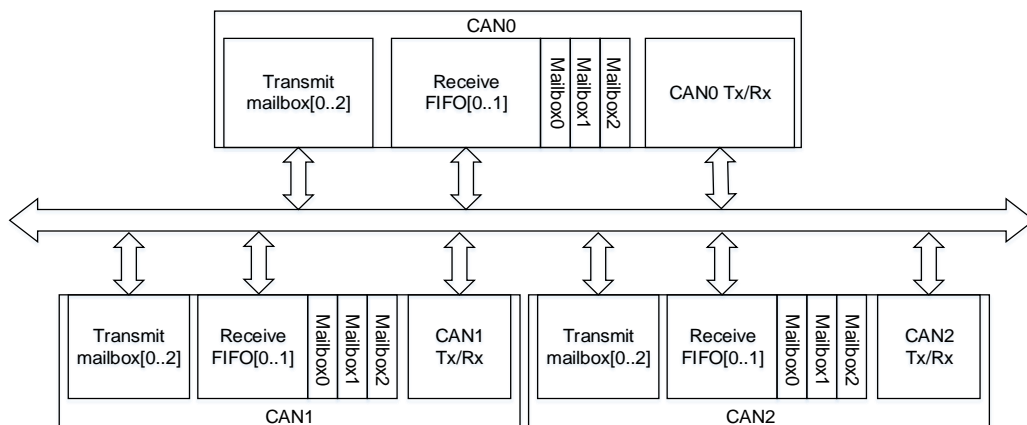 CAN0
Transmit
mailbox[0..2]
Receive
FIFO[0..1]
Mailbox0
Mailbox1
Mailbox2
CAN0 Tx/Rx
Transmit
mailbox[0..2]
Receive
FIFO[0..1]
Mailbox0
Mailbox1
Mailbox2
CAN1
Tx/Rx
CAN1
Transmit
mailbox[0..2]
Receive
FIFO[0..1]
Mailbox0
Mailbox1
Mailbox2
CAN2
Tx/Rx
CAN2